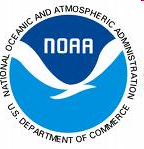 NATIONAL OCEANIC AND ATMOSPHERIC ADMINISTRATION
NOAA
U.S. DEPARTMENT OF COMMERCE